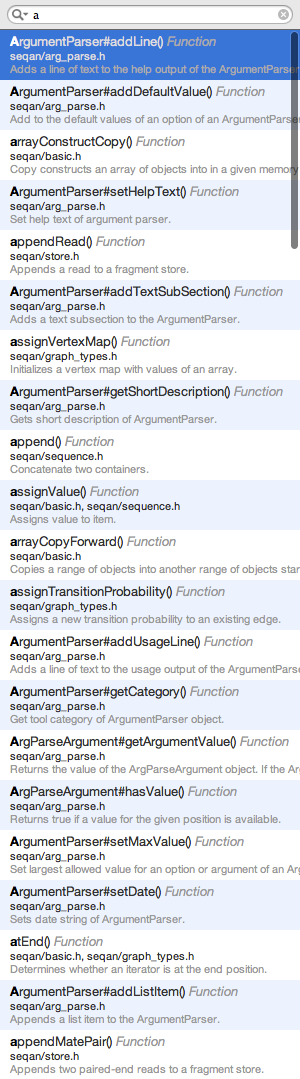 a
ArgumentParser#addLine() Function
seqan/arg_parse.h
Adds a line of text to the help output of the ArgumentParser
ArgumentParser#addDefaultValue() Function
seqan/arg_parse.h
Add to the default values of an option of an ArgumentParser
arrayConstructCopy() Function
seqan/basic.h
Copy constructs an array of objects into in a given memory
ArgumentParser#setHelpText() Function
seqan/arg_parse.h
Set help text of argument parser.
appendRead() Function
seqan/store.h
Appends a read to a fragment store.
ArgumentParser#addTextSubSection() Function
seqan/arg_parse.h
Adds a text subsection to the ArgumentParser.
assignVertexMap() Function
seqan/graph_types.h
Initializes a vertex map with values of an array.
ArgumentParser#getShortDescription() Function
seqan/arg_parse.h
Gets short description of ArgumentParser.
append() Function
seqan/sequence.h
Concatenate two containers.
assignValue() Function
seqan/basic.h, seqan/sequence.h
Assigns value to item.
arrayCopyForward() Function
seqan/basic.h
Copies a range of objects into another range of objects star
assignTransitionProbability() Function
seqan/graph_types.h
Assigns a new transition probability to an existing edge.
ArgumentParser#addUsageLine() Function
seqan/arg_parse.h
Adds a line of text to the usage output of the ArgumentParse
ArgumentParser#getCategory() Function
seqan/arg_parse.h
Get tool category of ArgumentParser object.
ArgParseArgument#getArgumentValue() Function
seqan/arg_parse.h
Returns the value of the ArgParseArgument object. If the Ar
ArgParseArgument#hasValue() Function
seqan/arg_parse.h
Returns true if a value for the given position is available.
ArgumentParser#setMaxValue() Function
seqan/arg_parse.h
Set largest allowed value for an option or argument of an Ar
ArgumentParser#setDate() Function
seqan/arg_parse.h
Sets date string of ArgumentParser.
atEnd() Function
seqan/basic.h, seqan/graph_types.h
Determines whether an iterator is at the end position.
ArgumentParser#addListItem() Function
seqan/arg_parse.h
Appends a list item to the ArgumentParser.
appendMatePair() Function
seqan/store.h
Appends two paired-end reads to a fragment store.